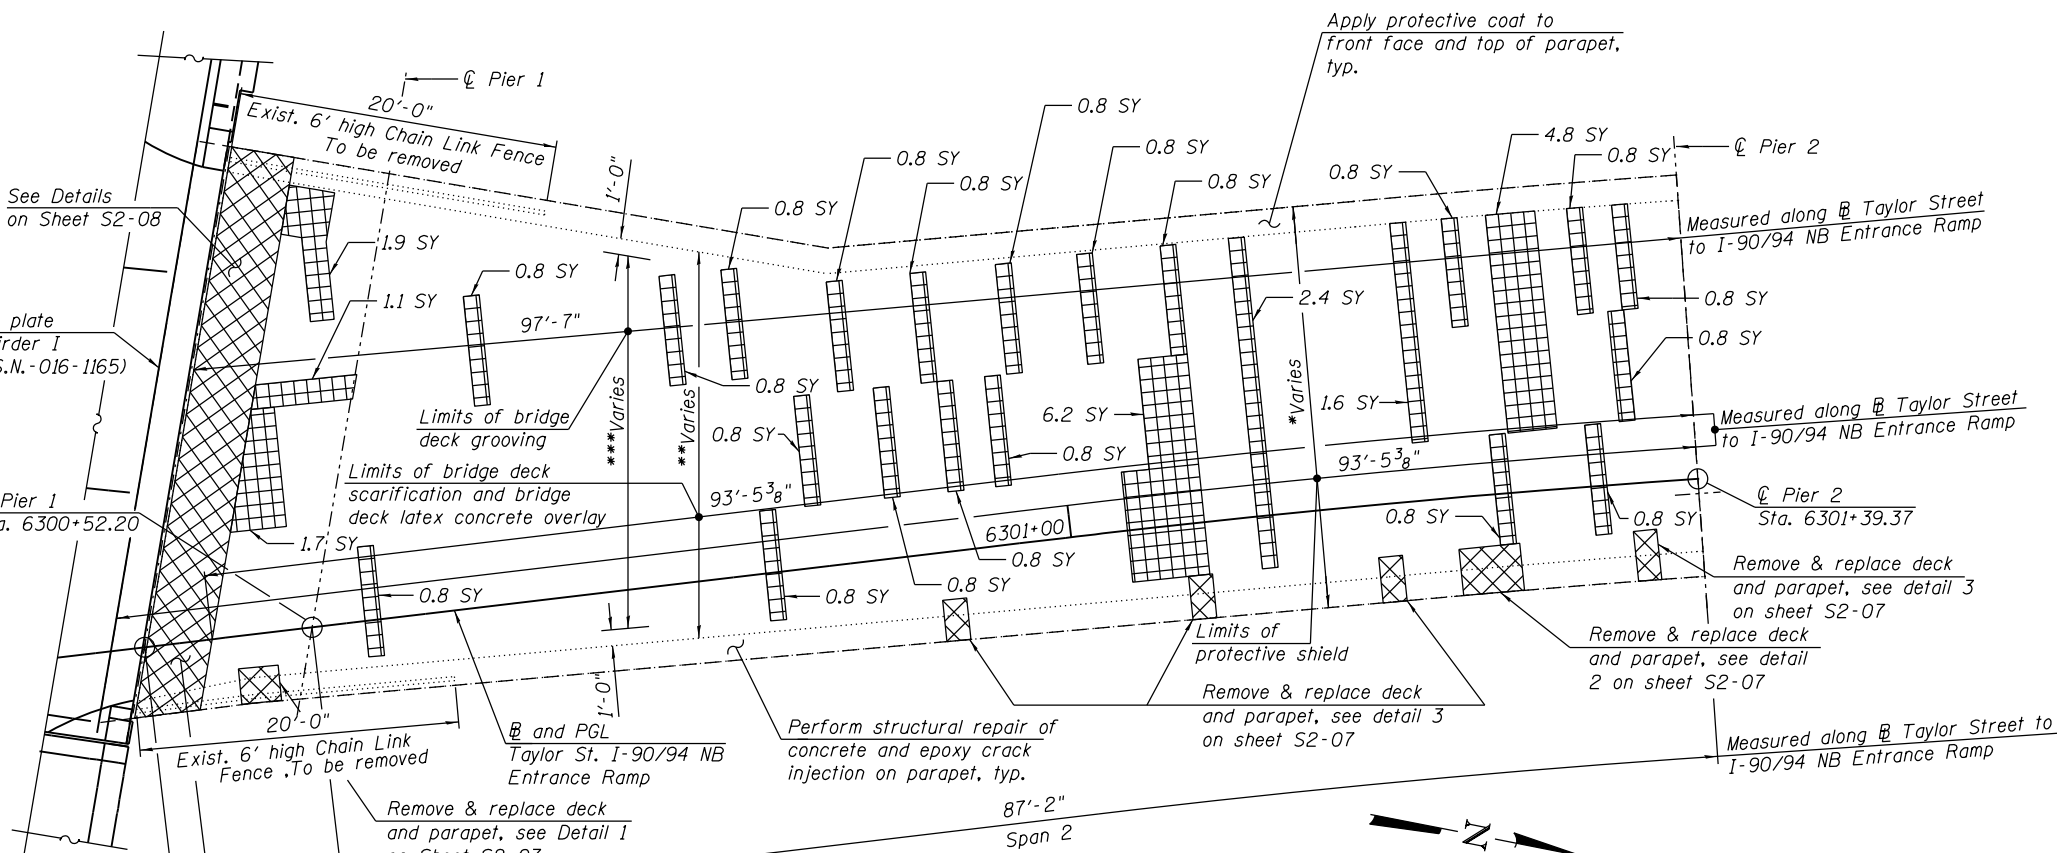 Apply protective coat to
front face and top of parapet,
typ.
℄ Pier 1
20'-0"
Exist. 6' high Chain Link Fence
To be removed
1'-0"
0.8 SY
0.8 SY
0.8 SY
0.8 SY
0.8 SY
0.8 SY
0.8 SY
4.8 SY
0.8 SY
℄ Pier 2
See Details
on Sheet S2-08
Measured along ℄ Taylor Street
to I-90/94 NB Entrance Ramp
1.9 SY
0.8 SY
1.1 SY
2.4 SY
0.8 SY
plate
irder I
S.N.-016-1165)
97'-7"
0.8 SY
0.8 SY
***Varies
**Varies
*Varies
Limits of bridge
deck grooving
6.2 SY
1.6 SY
0.8 SY
0.8 SY
Measured along ℄ Taylor Street
to I-90/94 NB Entrance Ramp
Limits of bridge deck
scarification and bridge
deck latex concrete overlay
93'-5 3/8"
93'-5 3/8"
Pier 1
a. 6300+52.20
℄ Pier 2
Sta. 6301+39.37
6301+00
0.8 SY
0.8 SY
1.7 SY
0.8 SY
0.8 SY
0.8 SY
0.8 SY
Remove & replace deck
and parapet, see detail 3
on sheet S2-07
Limits of
protective shield
Remove & replace deck
and parapet, see detail
2 on sheet S2-07
1'-0"
20'-0"
Exist. 6' high Chain Link
Fence ,To be removed
℄ and PGL
Taylor St. I-90/94 NB
Entrance Ramp
Perform structural repair of
concrete and epoxy crack
injection on parapet, typ.
Remove & replace deck
and parapet, see detail 3
on sheet S2-07
Measured along ℄ Taylor Street to
I-90/94 NB Entrance Ramp
Remove & replace deck
and parapet, see Detail 1
87'-2"
Span 2
N